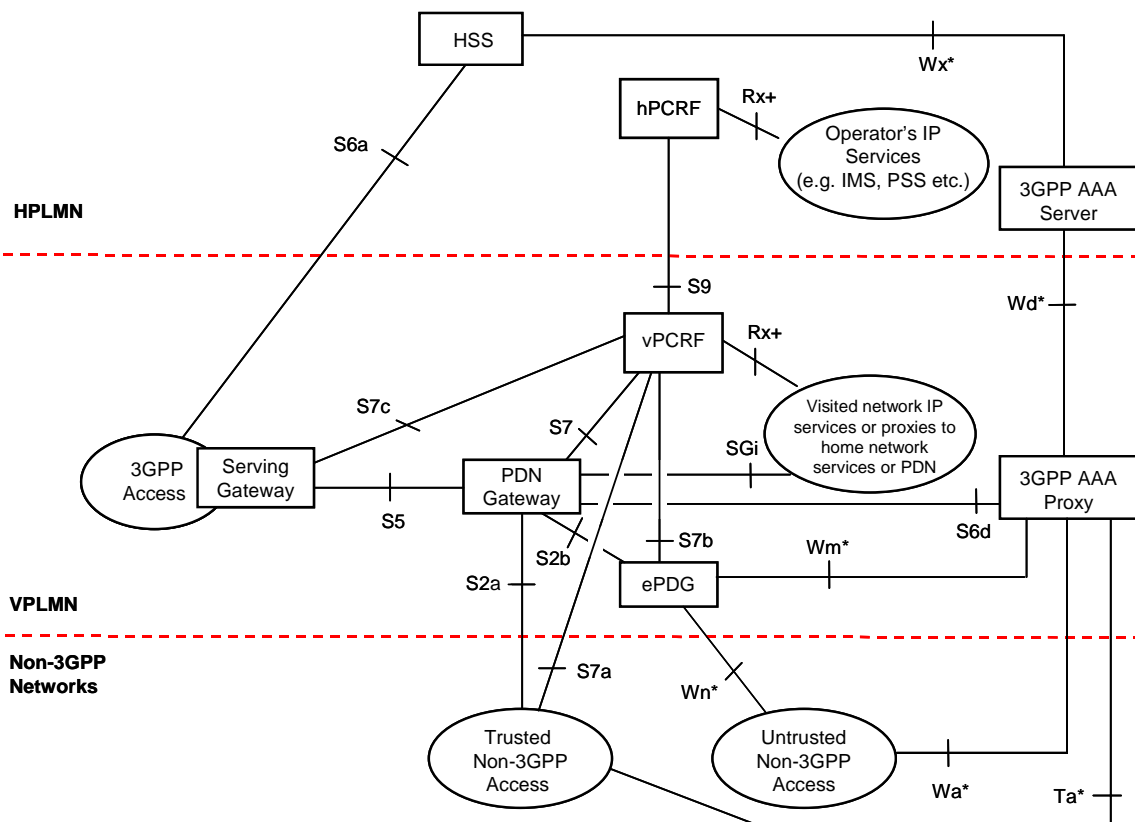 HSS
Wx*
hPCRF
Rx+
Operator's IP
Services
(e.g. IMS, PSS etc.)
S6a
3GPP AAA
Server
HPLMN
S9
Wd*
vPCRF
Rx+
S7c
S7
Visited network IP
services or proxies to
home network
services or PDN
SGi
3GPP
Access
Serving
Gateway
PDN
Gateway
3GPP AAA
Proxy
S5
S6d
S2b
S7b
Wm*
S2a
ePDG
VPLMN
Non-3GPP
Networks
S7a
Wn*
Trusted
Non-3GPP
Access
Untrusted
Non-3GPP
Access
Wa*
Ta*